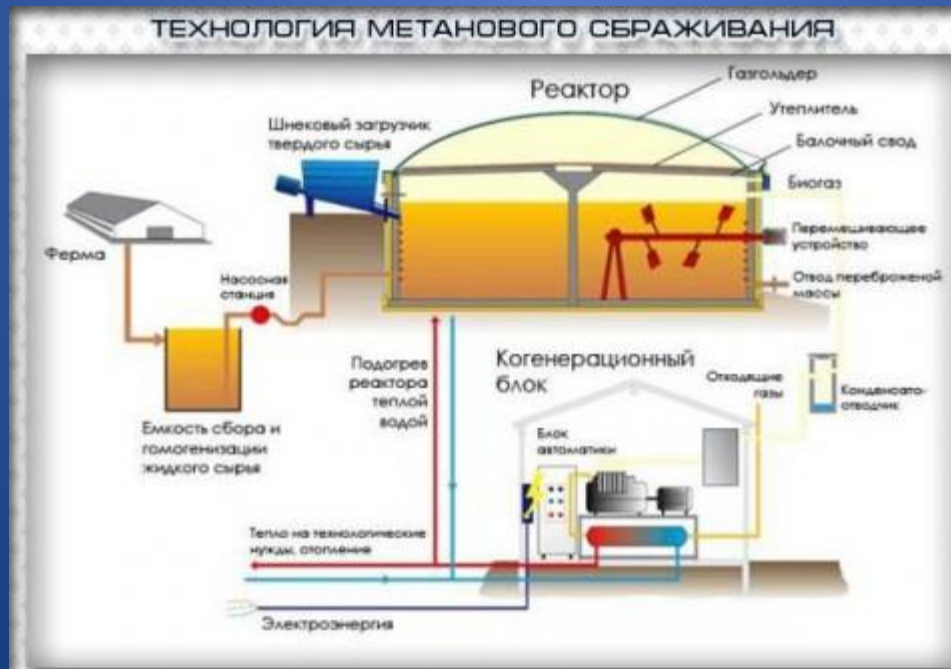 ТЕХНОЛОГИЯ МЕТАНОВОГО СБРАЖИВАНИЯ
Реактор
Газгольдер
Утеплитель
Балочный свод
Шнековый загрузчик
твердого сырья
Биогаз
Ферма
Перемешивающее
устройство
Насосная
станция
Отвод переброженой
массы
Подогрев
реактора
теплой
водой
Когенерационный
блок
Отходящие
газы
Конденсато-
отводчик
Емкость сбора и
гомогенизации
жидкого сырья
Блок
автоматики
Тепло на технологические
нужды, отопления
Электроэнергия